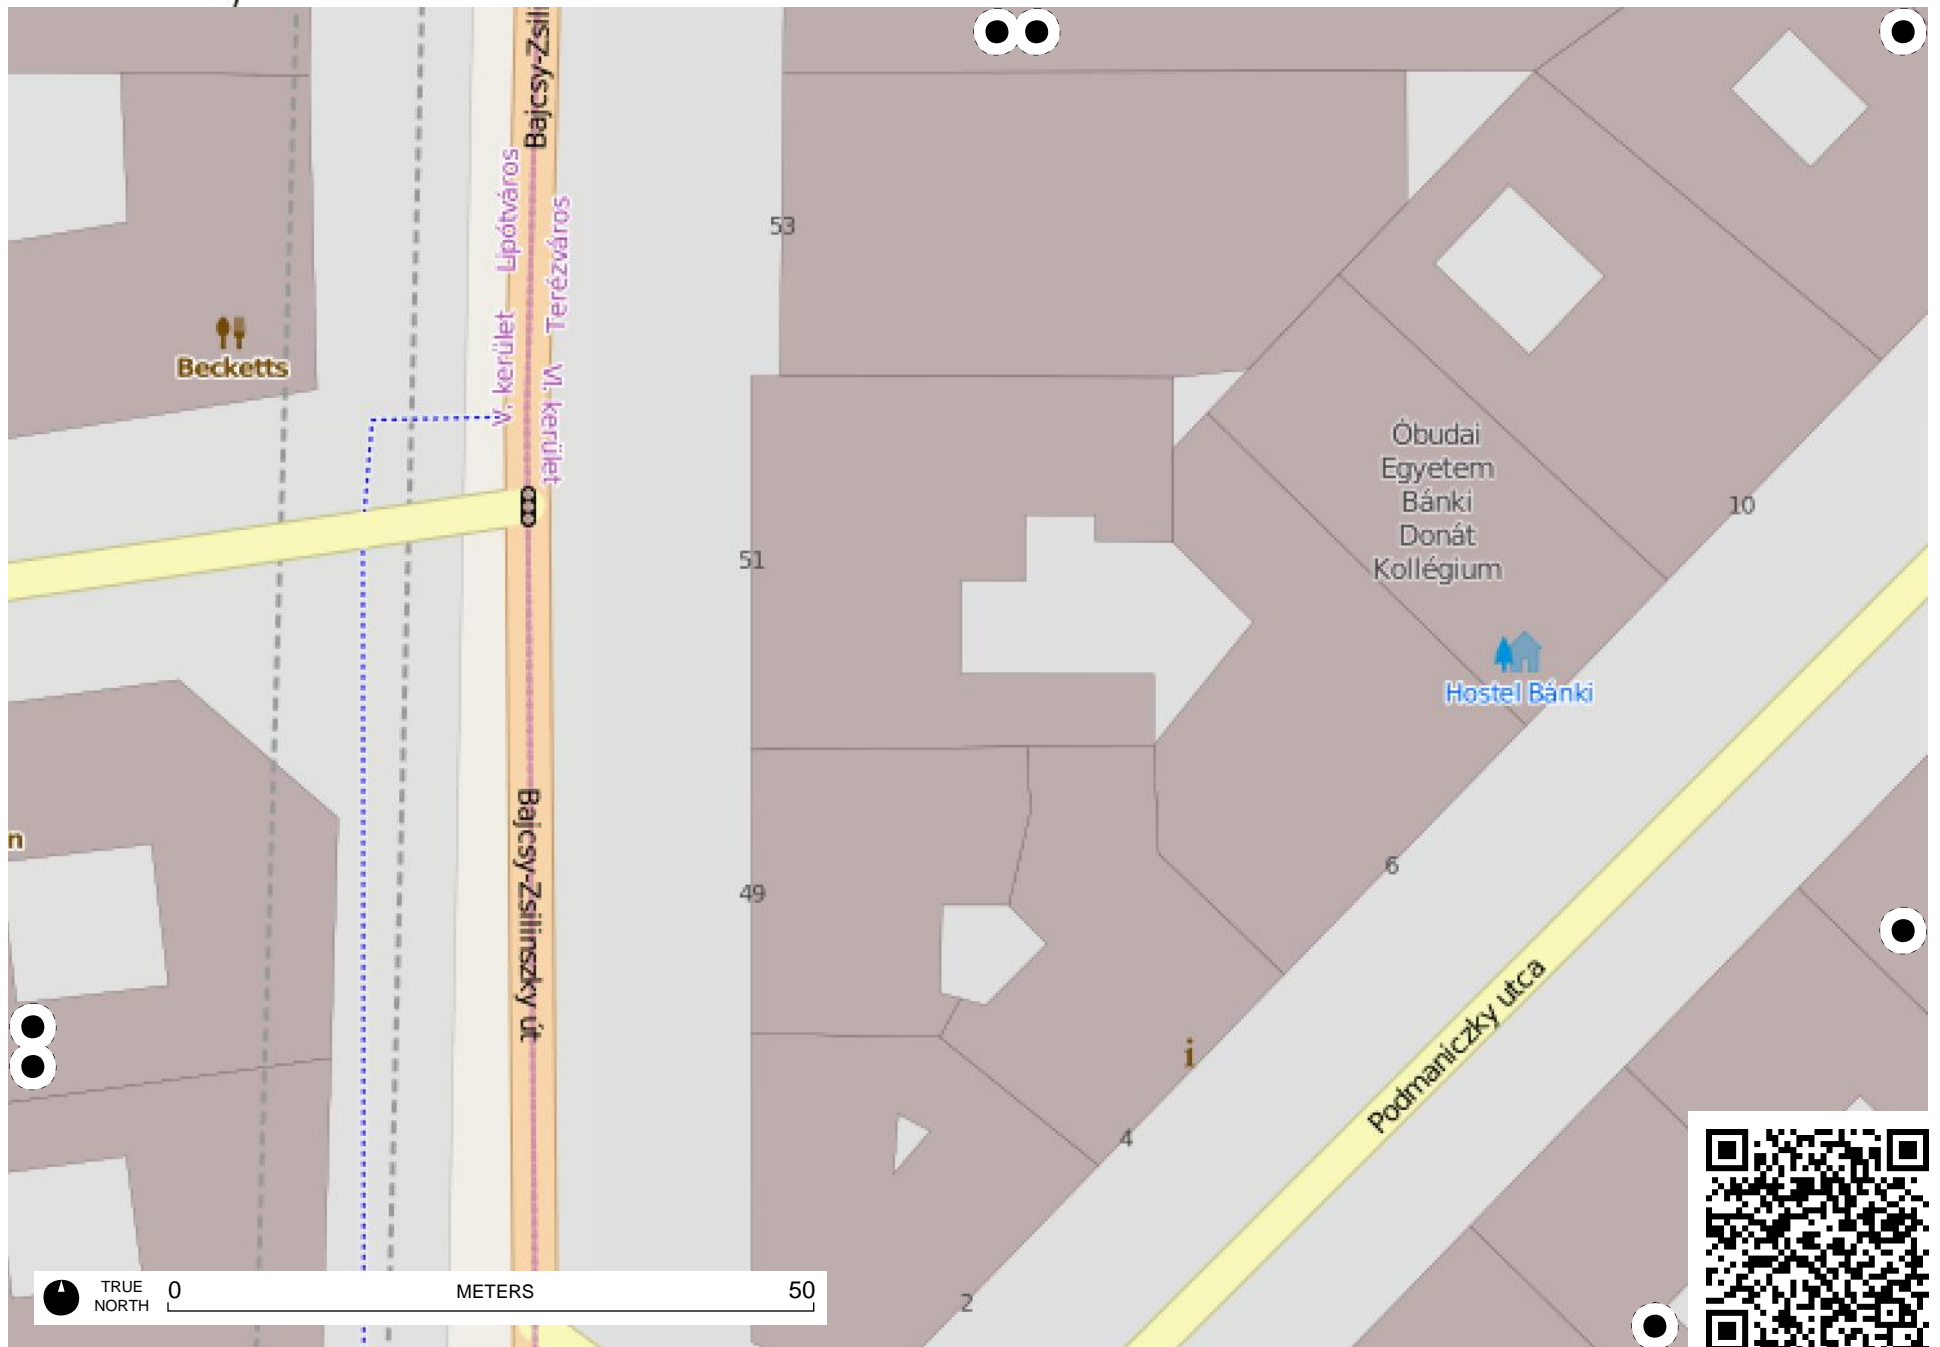 Bajcsy-Zsili
V. kerület Lipótváros
VI. kerület Terézváros
53
Becketts
Óbudai
Egyetem
Bánki
Donát
Kollégium
10
51
Hostel Bánki
n
49
Bajcsy-Zsilinszky út
6
Podmaniczky utca
i
4
2
TRUE
NORTH
0 METERS 50